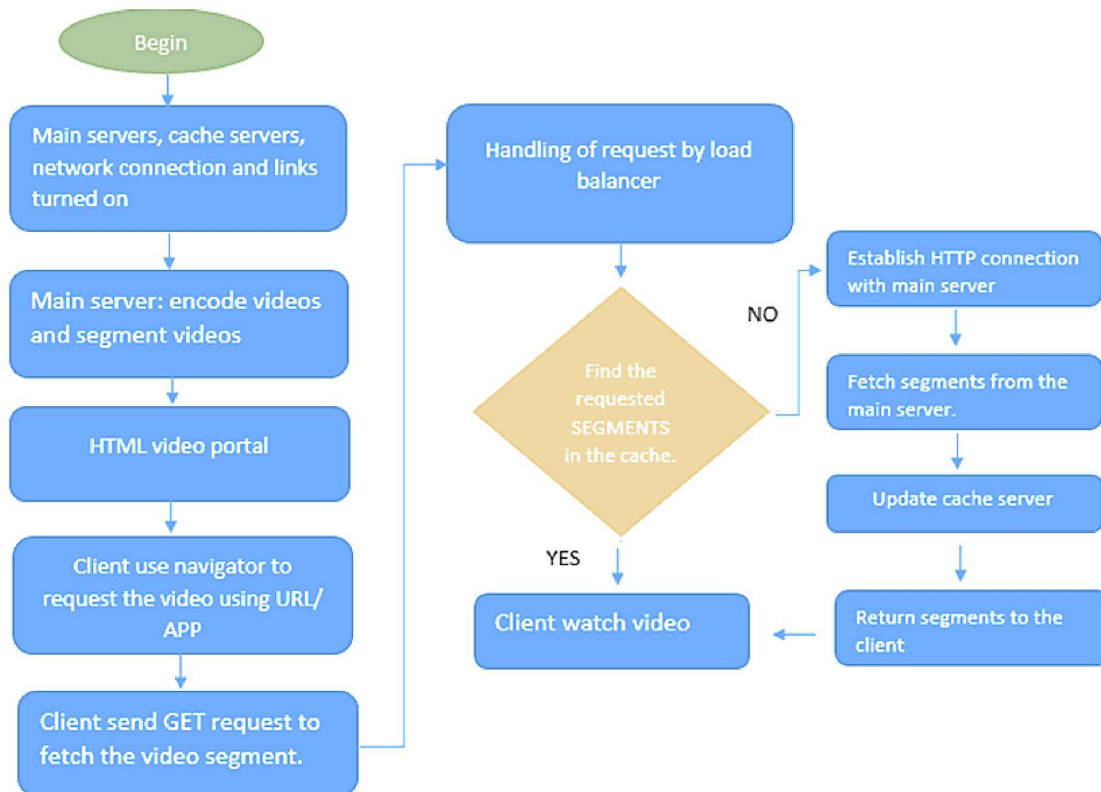 Begin
Main servers, cache servers,
network connection and links
turned on
Main server: encode videos
and segment videos
HTML video portal
Client use navigator to
request the video using URL/
APP
Client send GET request to
fetch the video segment.
Handling of request by load
balancer
Find the
requested
SEGMENTS
in the cache.
NO
Establish HTTP connection
with main server
Fetch segments from the
main server.
Update cache server
Return segments to the
client
YES
Client watch video